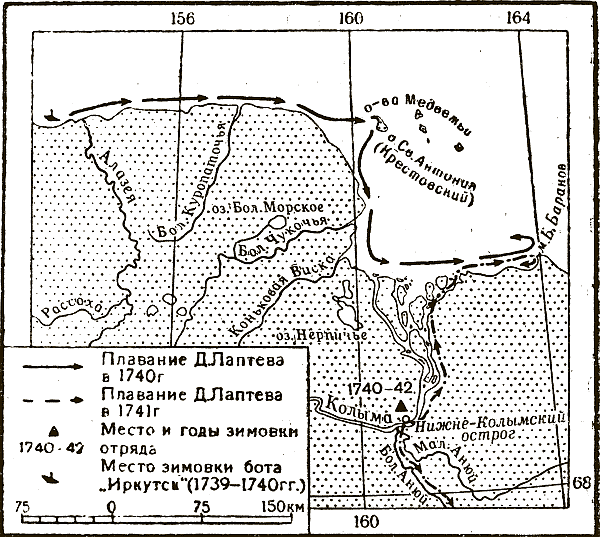 156
160
164
о-ва Медвежьи
о. Св. Антония
(Крестовский)
Алазея
Бол. Куропаточья
оз. Бол. Морское
Бол. Чукочья
м. Б. Баранов
Рассоха
Коньковая Виска
оз. Нерпичье
1740-42
Колыма
Нижне-Колымский
острог.
Мал. Анюй
Бол. Анюй
68
160
Плавание Д.Лаптева
в 1740г
Плавание Д.Лаптева
в 1741г
Место и годы зимовки
1740-42 отряда
Место зимовки бота
„Иркутск" (1739–1740гг.)
75 0 75 150км